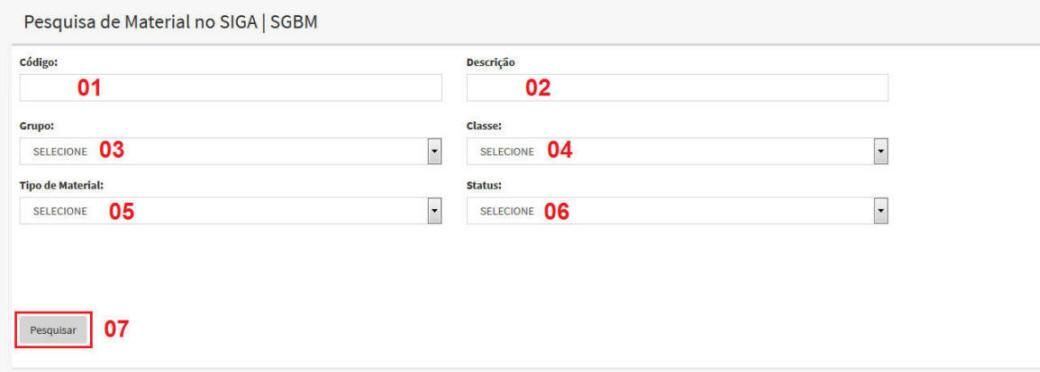 Pesquisa de Material no SIGA | SGBM
Código: Descrição
01 02
Grupo: Classe:
SELECIONE 03 SELECIONE 04
Tipo de Material: Status:
SELECIONE 05 SELECIONE 06
Pesquisar 07